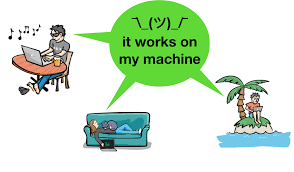 ¯\_(ツ)_/¯
it works on
my machine